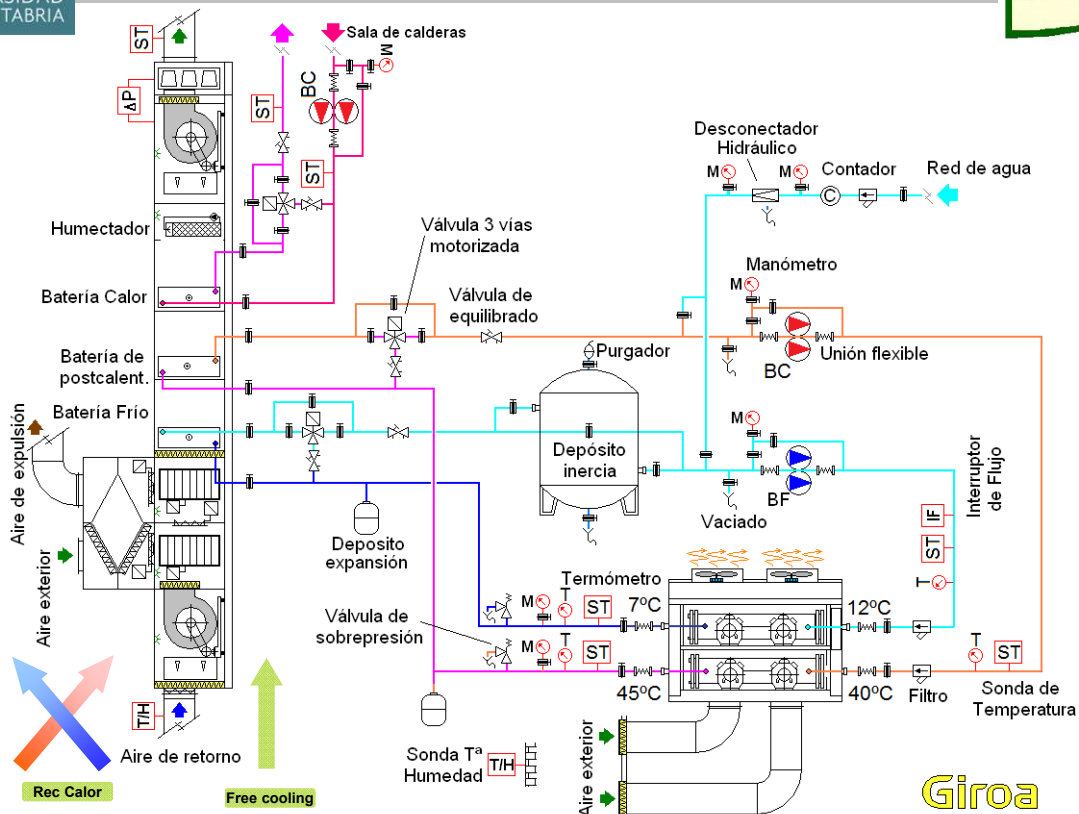 TABRIA
Sala de calderas
ST
M
BC
ΔP
ST
ST
Desconectador
Hidráulico
Contador
Red de agua
M
M
C
Humectador
Válvula 3 vías
motorizada
Manómetro
M
Batería Calor
Válvula de
equilibrado
Batería de
postcalent.
Purgador
Unión flexible
BC
Batería Frío
M
Depósito
inercia
BF
Interruptor
de Flujo
Aire de expulsión
Vaciado
IF
ST
T
Deposito
expansión
Aire exterior
Termómetro
M
T
ST
7ºC
12ºC
Válvula de
sobrepresión
M
T
ST
45ºC
40ºC
Filtro
T
ST
Sonda de
Temperatura
T/H
Aire de retorno
Sonda Tª
Humedad
T/H
Aire exterior
Rec Calor
Free cooling
Giroa